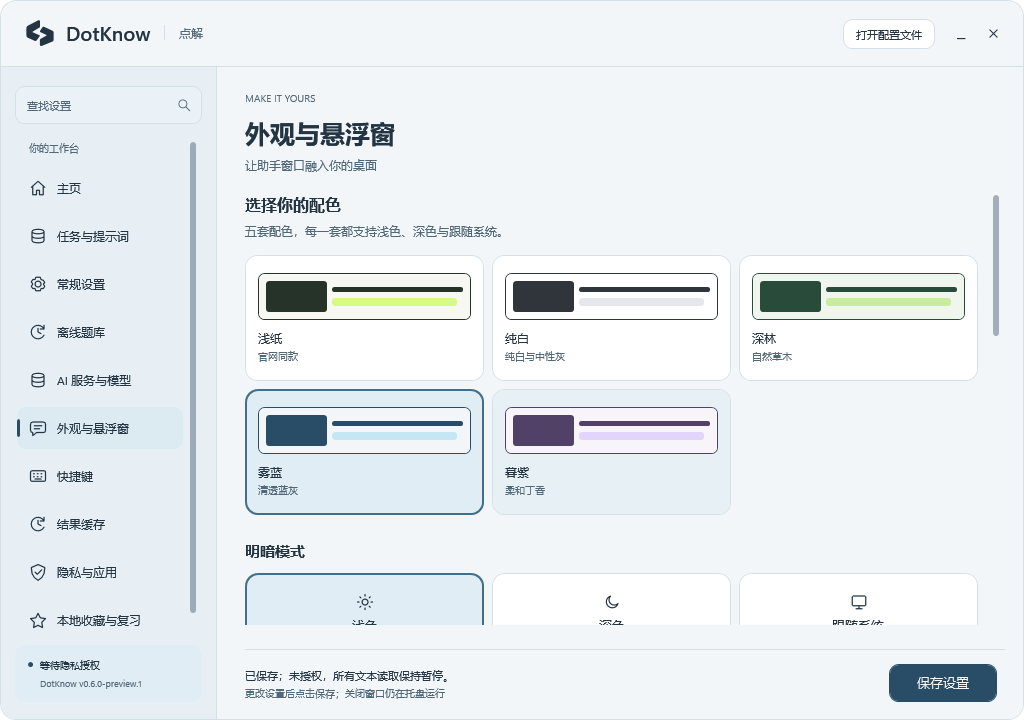 DotKnow 点解
打开配置文件
查找设置
你的工作台
主页
任务与提示词
常规设置
离线题库
AI 服务与模型
外观与悬浮窗
快捷键
结果缓存
隐私与应用
本地收藏与复习
等待隐私授权
DotKnow v0.6.0-preview.1
MAKE IT YOURS
外观与悬浮窗
让助手窗口融入你的桌面
选择你的配色
五套配色，每一套都支持浅色、深色与跟随系统。
浅纸
官网同款
纯白
纯白与中性灰
深林
自然草木
雾蓝
清透蓝灰
暮紫
柔和丁香
明暗模式
浅色
深色
跟随系统
已保存；未授权，所有文本读取保持暂停。
更改设置后点击保存；关闭窗口仍在托盘运行
保存设置